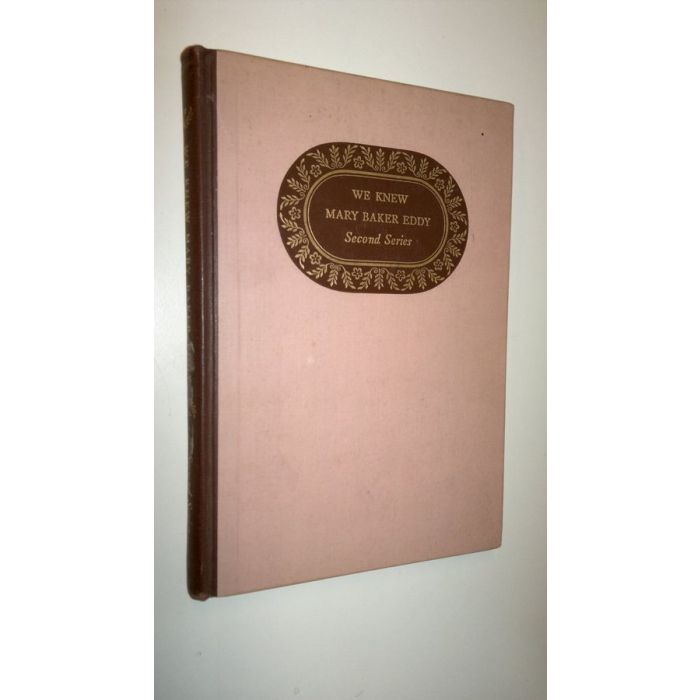 WE KNEW
MARY BAKER EDDY
Second Series